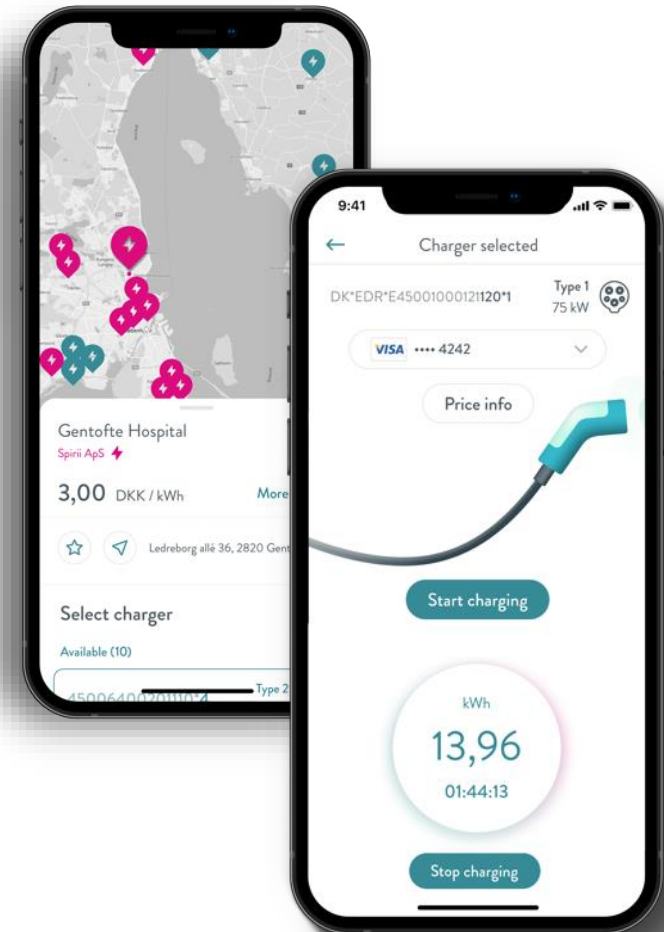 Gentofte Hospital
Spirii ApS
3,00 DKK / kWh More
Ledreborg allé 36, 2820 Gent
Select charger
Available (10)
45006400201110*4 Type 2
9:41
Charger selected
DK*EDR*E45001000121120*1
Type 1
75 kW
VISA •••• 4242
Price info
Start charging
kWh
13,96
01:44:13
Stop charging